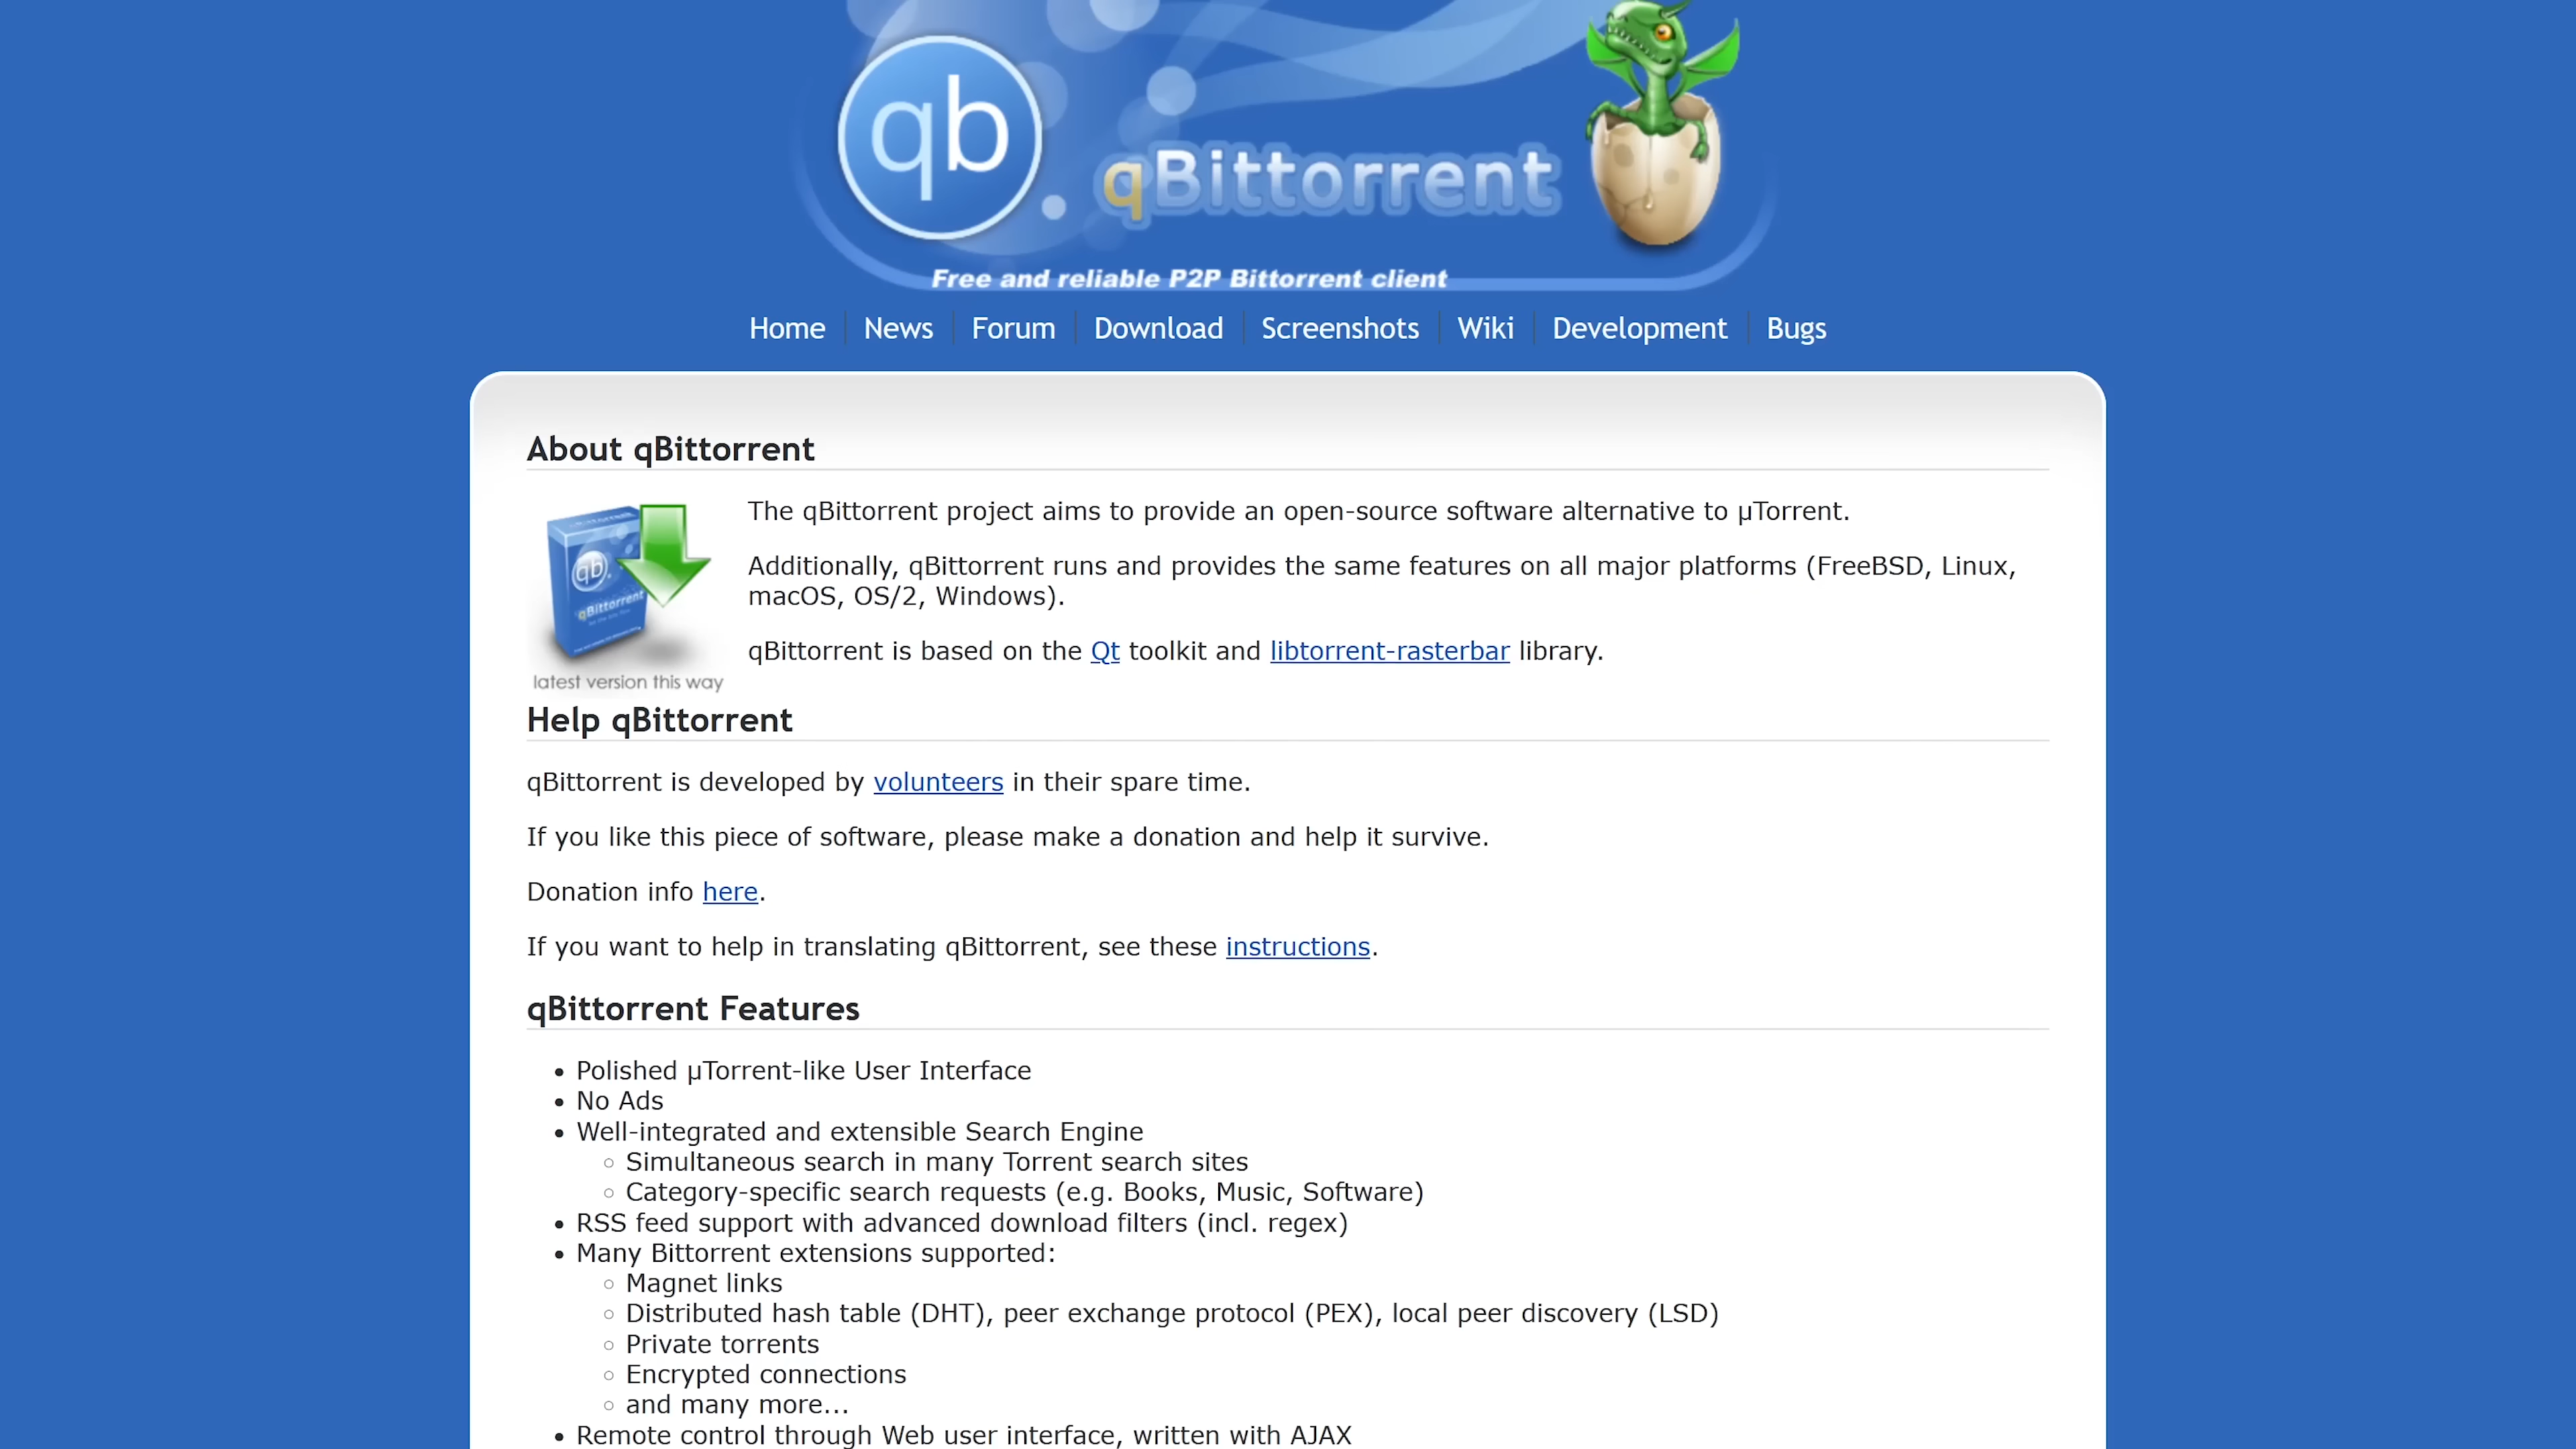 qb
qBittorrent
Free and reliable P2P Bittorrent client
Home News Forum Download Screenshots Wiki Development Bugs
About qBittorrent
The qBittorrent project aims to provide an open-source software alternative to µTorrent.
Additionally, qBittorrent runs and provides the same features on all major platforms (FreeBSD, Linux,
macOS, OS/2, Windows).
qBittorrent is based on the Qt toolkit and libtorrent-rasterbar library.
qb
qBittorrent
latest version this way
Help qBittorrent
qBittorrent is developed by volunteers in their spare time.
If you like this piece of software, please make a donation and help it survive.
Donation info here.
If you want to help in translating qBittorrent, see these instructions.
qBittorrent Features
• Polished µTorrent-like User Interface
• No Ads
• Well-integrated and extensible Search Engine
◦ Simultaneous search in many Torrent search sites
◦ Category-specific search requests (e.g. Books, Music, Software)
• RSS feed support with advanced download filters (incl. regex)
• Many Bittorrent extensions supported:
◦ Magnet links
◦ Distributed hash table (DHT), peer exchange protocol (PEX), local peer discovery (LSD)
◦ Private torrents
◦ Encrypted connections
◦ and many more...
• Remote control through Web user interface, written with AJAX